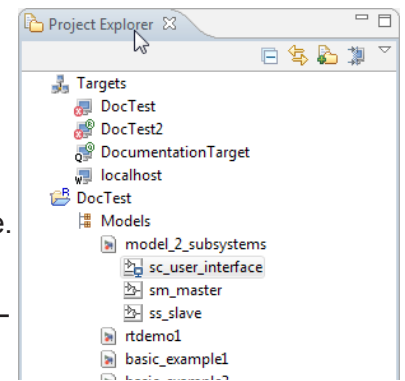 Project Explorer
Targets
DocTest
DocTest2
DocumentationTarget
localhost
DocTest
e.
Models
model_2_subsystems
sc_user_interface
sm_master
ss_slave
rtdemo1
basic_example1